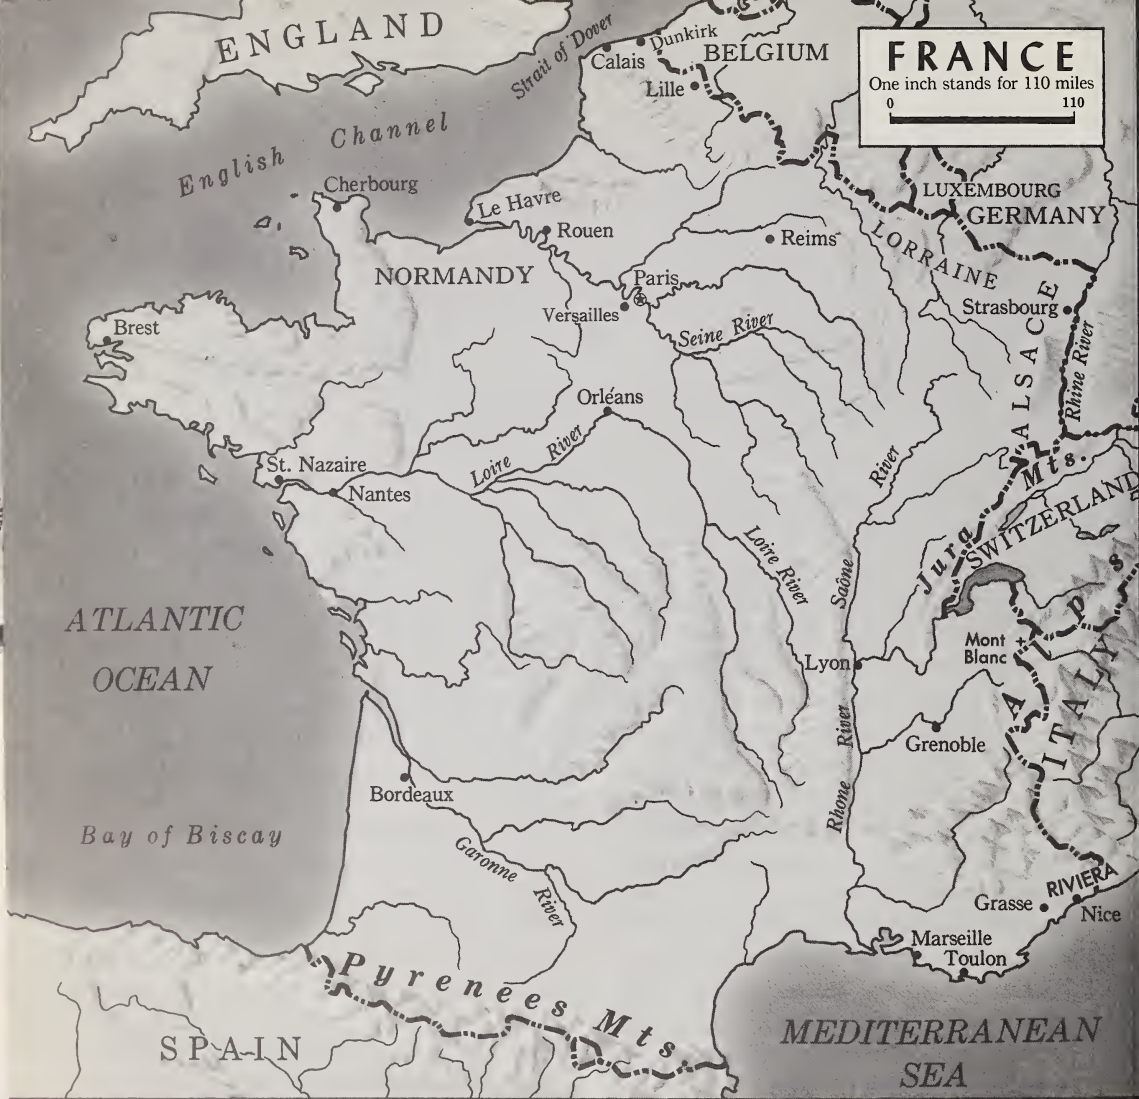 ENGLAND
Strait of Dover
Dunkirk
Calais
BELGIUM
Lille
FRANCE
One inch stands for 110 miles
0 110
English Channel
Cherbourg
Le Havre
Rouen
Reims
LUXEMBOURG
GERMANY
LORRAINE
NORMANDY
Paris
Versailles
Strasbourg
ALSACE
Rhine River
Brest
Seine River
Orléans
Loire River
St. Nazaire
Nantes
River
Jura Mts.
SWITZERLAND
ATLANTIC
OCEAN
Loire River
Saône
Alps
Mont
Blanc
ITALY
Lyon
Grenoble
Rhone River
Bordeaux
Bay of Biscay
Garonne River
RIVIERA
Grasse
Nice
Marseille
Toulon
Pyrenees Mts.
SPAIN
MEDITERRANEAN
SEA